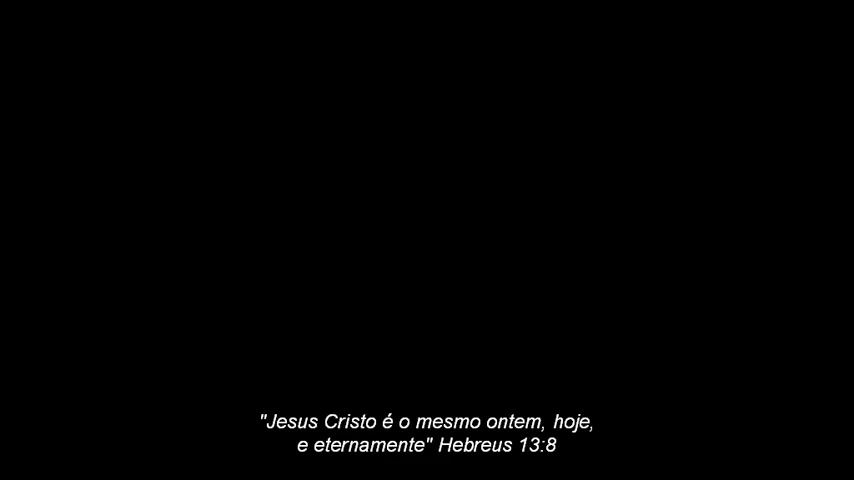 "Jesus Cristo é o mesmo ontem, hoje,
e eternamente" Hebreus 13:8